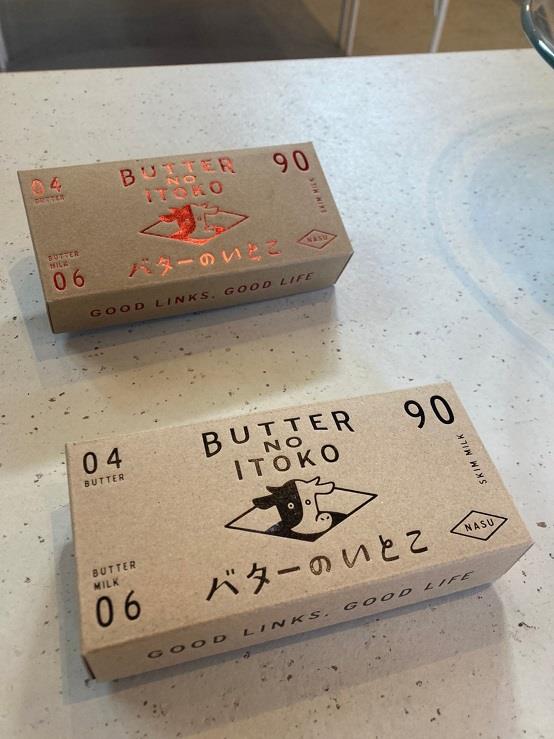 04
BUTTER
BUTTER
NO
ITOKO
90
SKIM MILK
BUTTER
MILK
06
バターのいとこ
NASU
GOOD LINKS, GOOD LIFE
04
BUTTER
BUTTER
NO
ITOKO
90
SKIM MILK
BUTTER
MILK
06
バターのいとこ
NASU
GOOD LINKS, GOOD LIFE